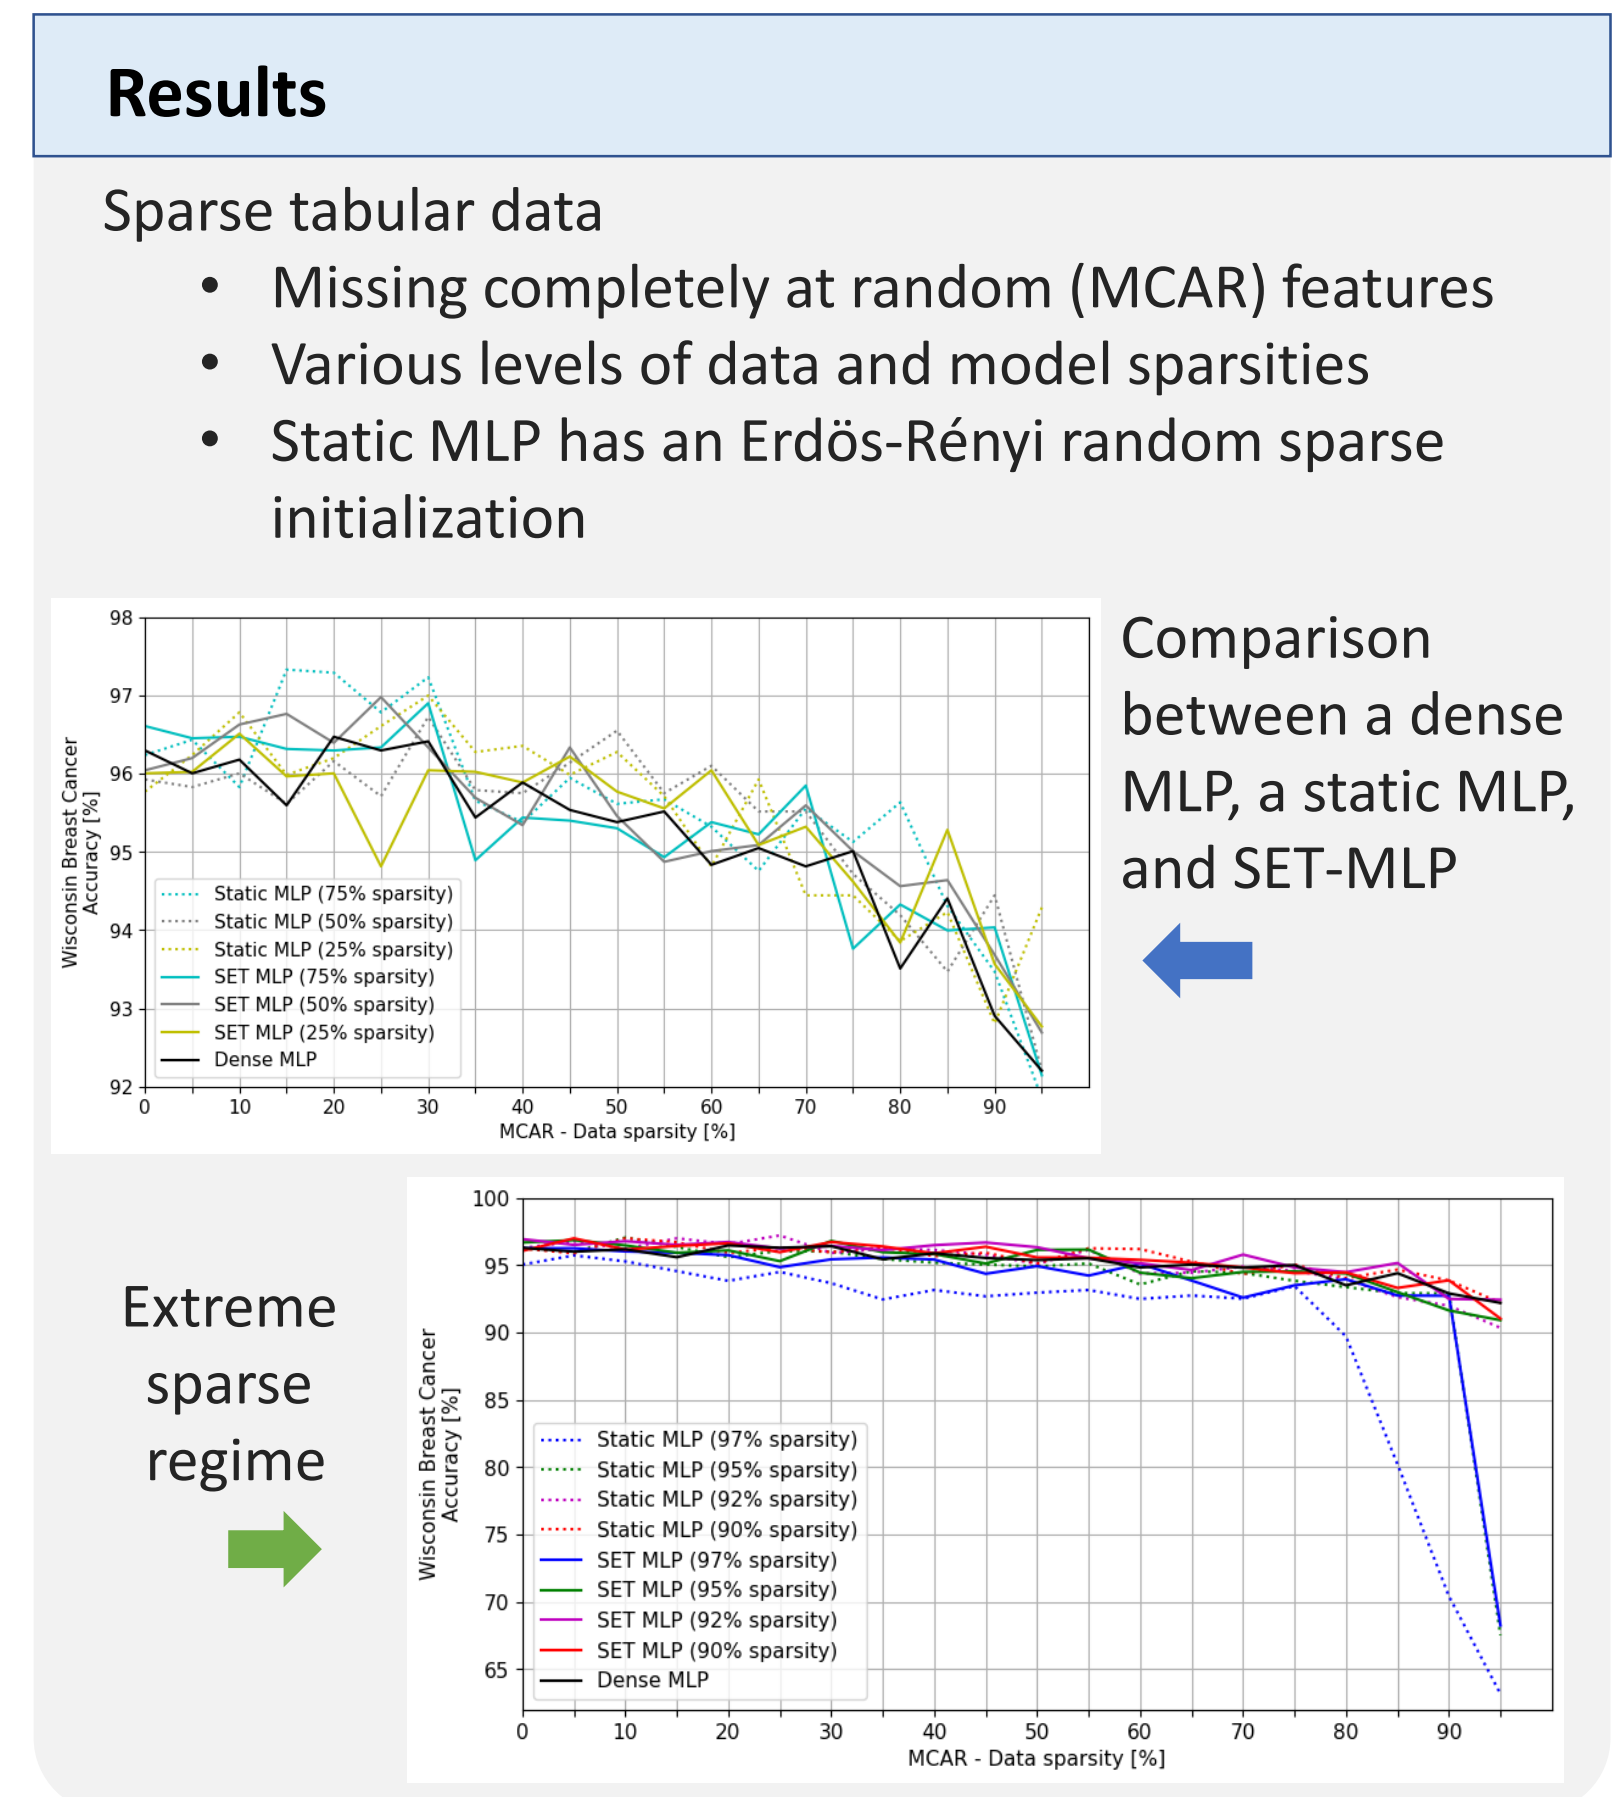 Results
Sparse tabular data
• Missing completely at random (MCAR) features
• Various levels of data and model sparsities
• Static MLP has an Erdös-Rényi random sparse
initialization
98
97
96
95
94
93
92
Wisconsin Breast Cancer
Accuracy [%]
Static MLP (75% sparsity)
Static MLP (50% sparsity)
Static MLP (25% sparsity)
SET MLP (75% sparsity)
SET MLP (50% sparsity)
SET MLP (25% sparsity)
Dense MLP
0 10 20 30 40 50 60 70 80 90
MCAR - Data sparsity [%]
Comparison
between a dense
MLP, a static MLP,
and SET-MLP
Extreme
sparse
regime
100
95
90
85
80
75
70
65
Wisconsin Breast Cancer
Accuracy [%]
Static MLP (97% sparsity)
Static MLP (95% sparsity)
Static MLP (92% sparsity)
Static MLP (90% sparsity)
SET MLP (97% sparsity)
SET MLP (95% sparsity)
SET MLP (92% sparsity)
SET MLP (90% sparsity)
Dense MLP
0 10 20 30 40 50 60 70 80 90
MCAR - Data sparsity [%]